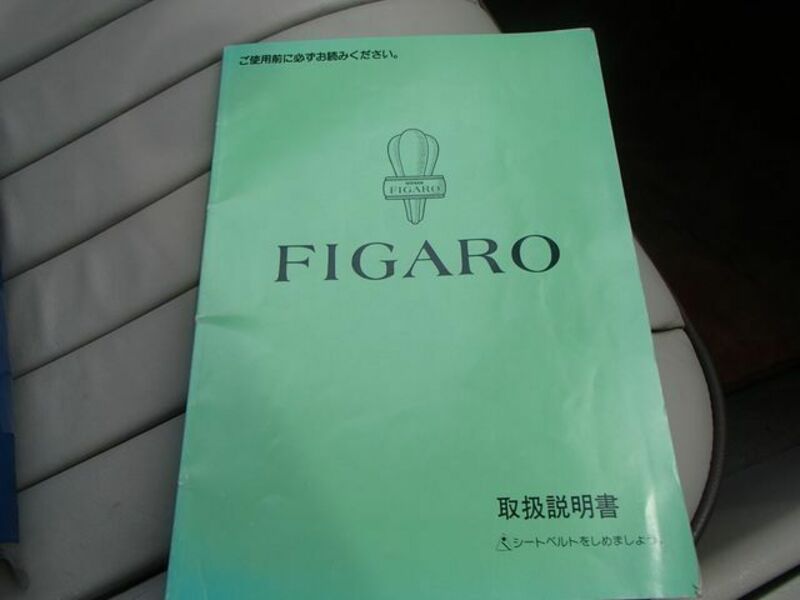 ご使用前に必ずお読みください。
NISSAN
FIGARO
FIGARO
取扱説明書
シートベルトをしめましょう。